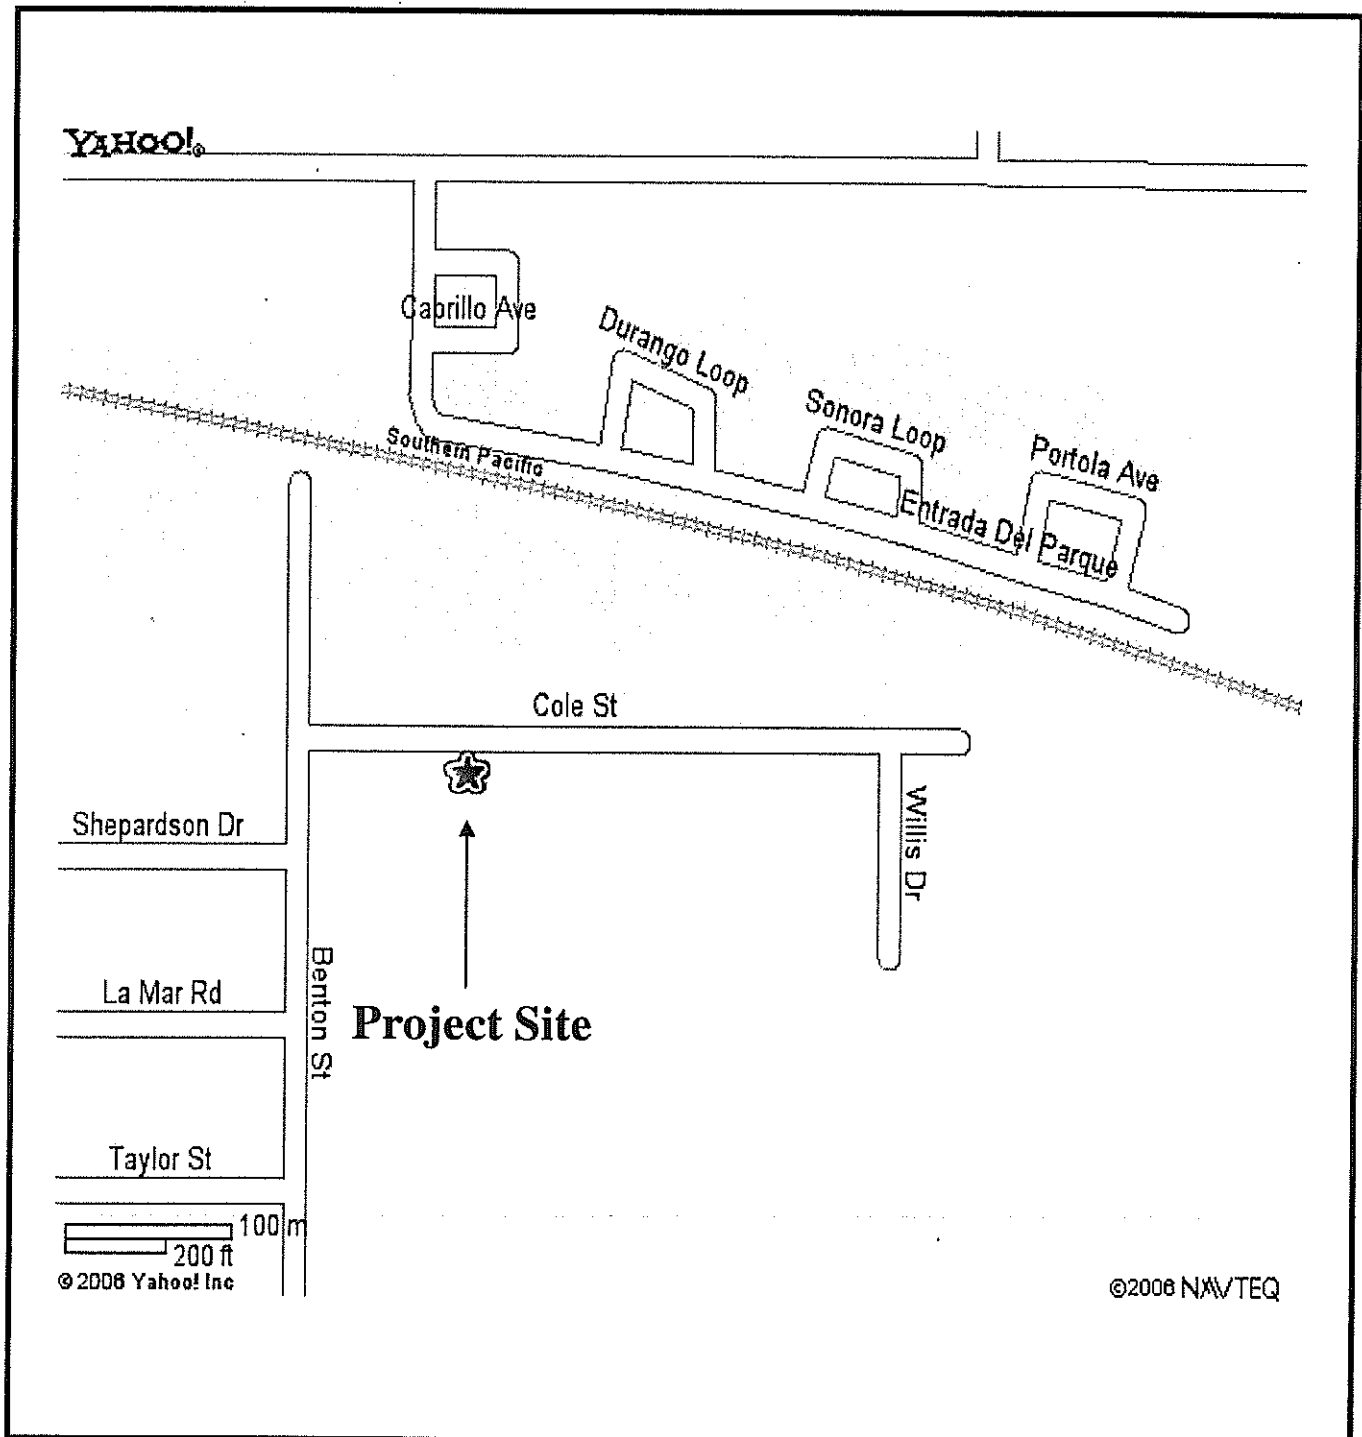 YAHOO!®
Cabrillo Ave
Durango Loop
Sonora Loop
Portola Ave
Southern Pacific
Entrada Del Parque
Cole St
Shepardson Dr
Willis Dr
Benton St
La Mar Rd
Project Site
Taylor St
100 m
200 ft
© 2006 Yahoo! Inc
©2006 NAVTEQ